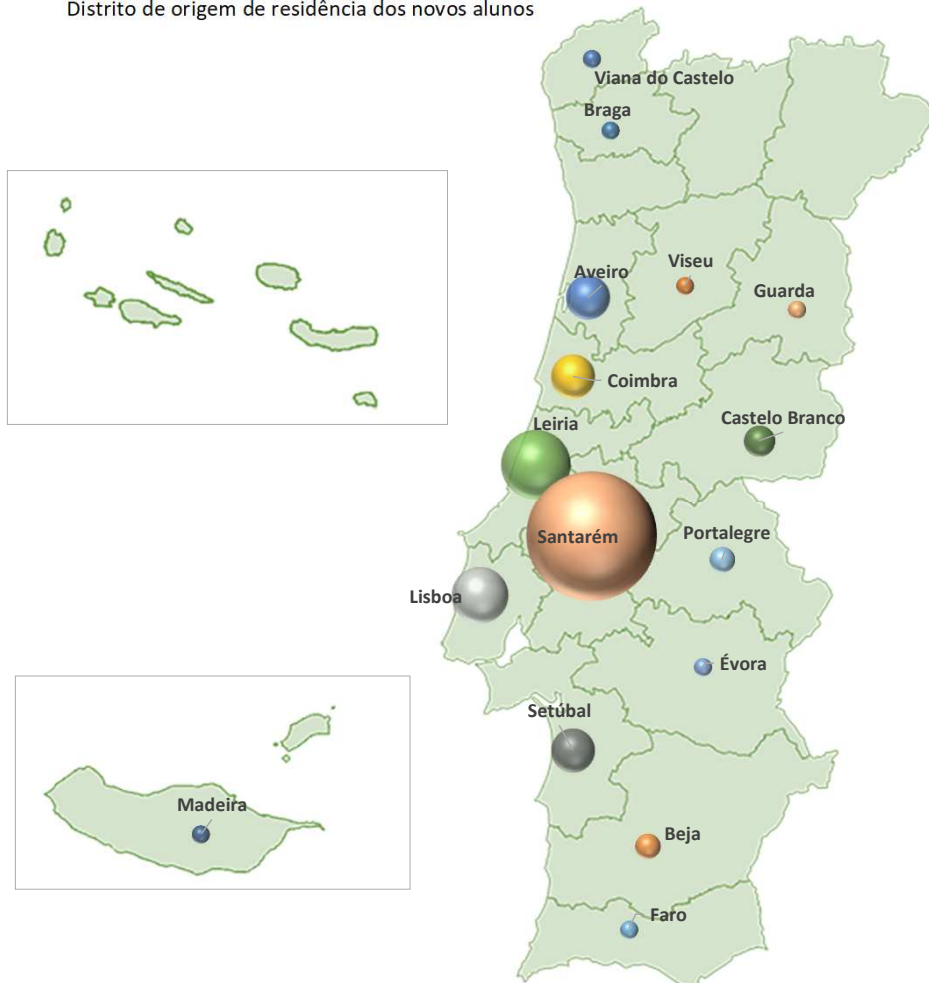 Distrito de origem de residência dos novos alunos
Viana do Castelo
Braga
Viseu
Aveiro
Guarda
Coimbra
Castelo Branco
Leiria
Portalegre
Santarém
Lisboa
Évora
Setúbal
Madeira
Beja
Faro